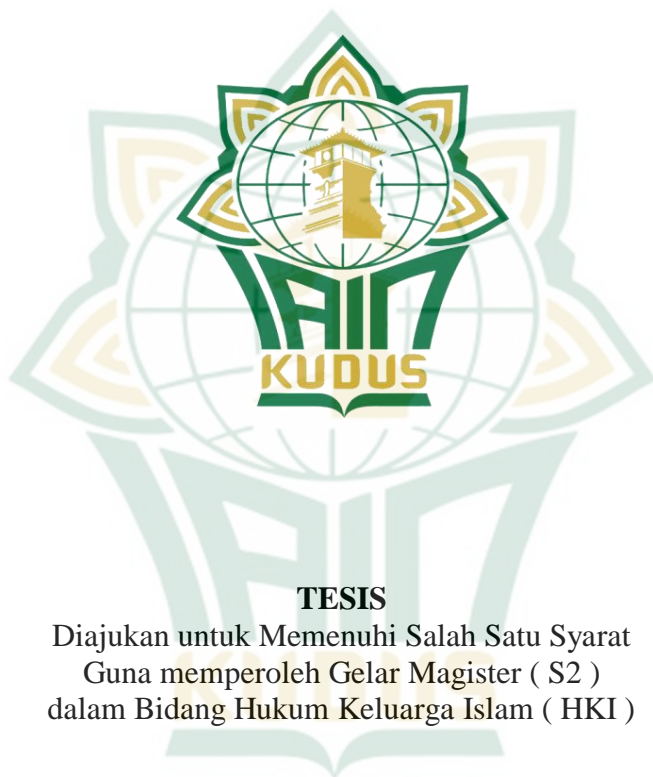 IAIN
KUDUS
TESIS
Diajukan untuk Memenuhi Salah Satu Syarat
Guna memperoleh Gelar Magister ( S2 )
dalam Bidang Hukum Keluarga Islam ( HKI )